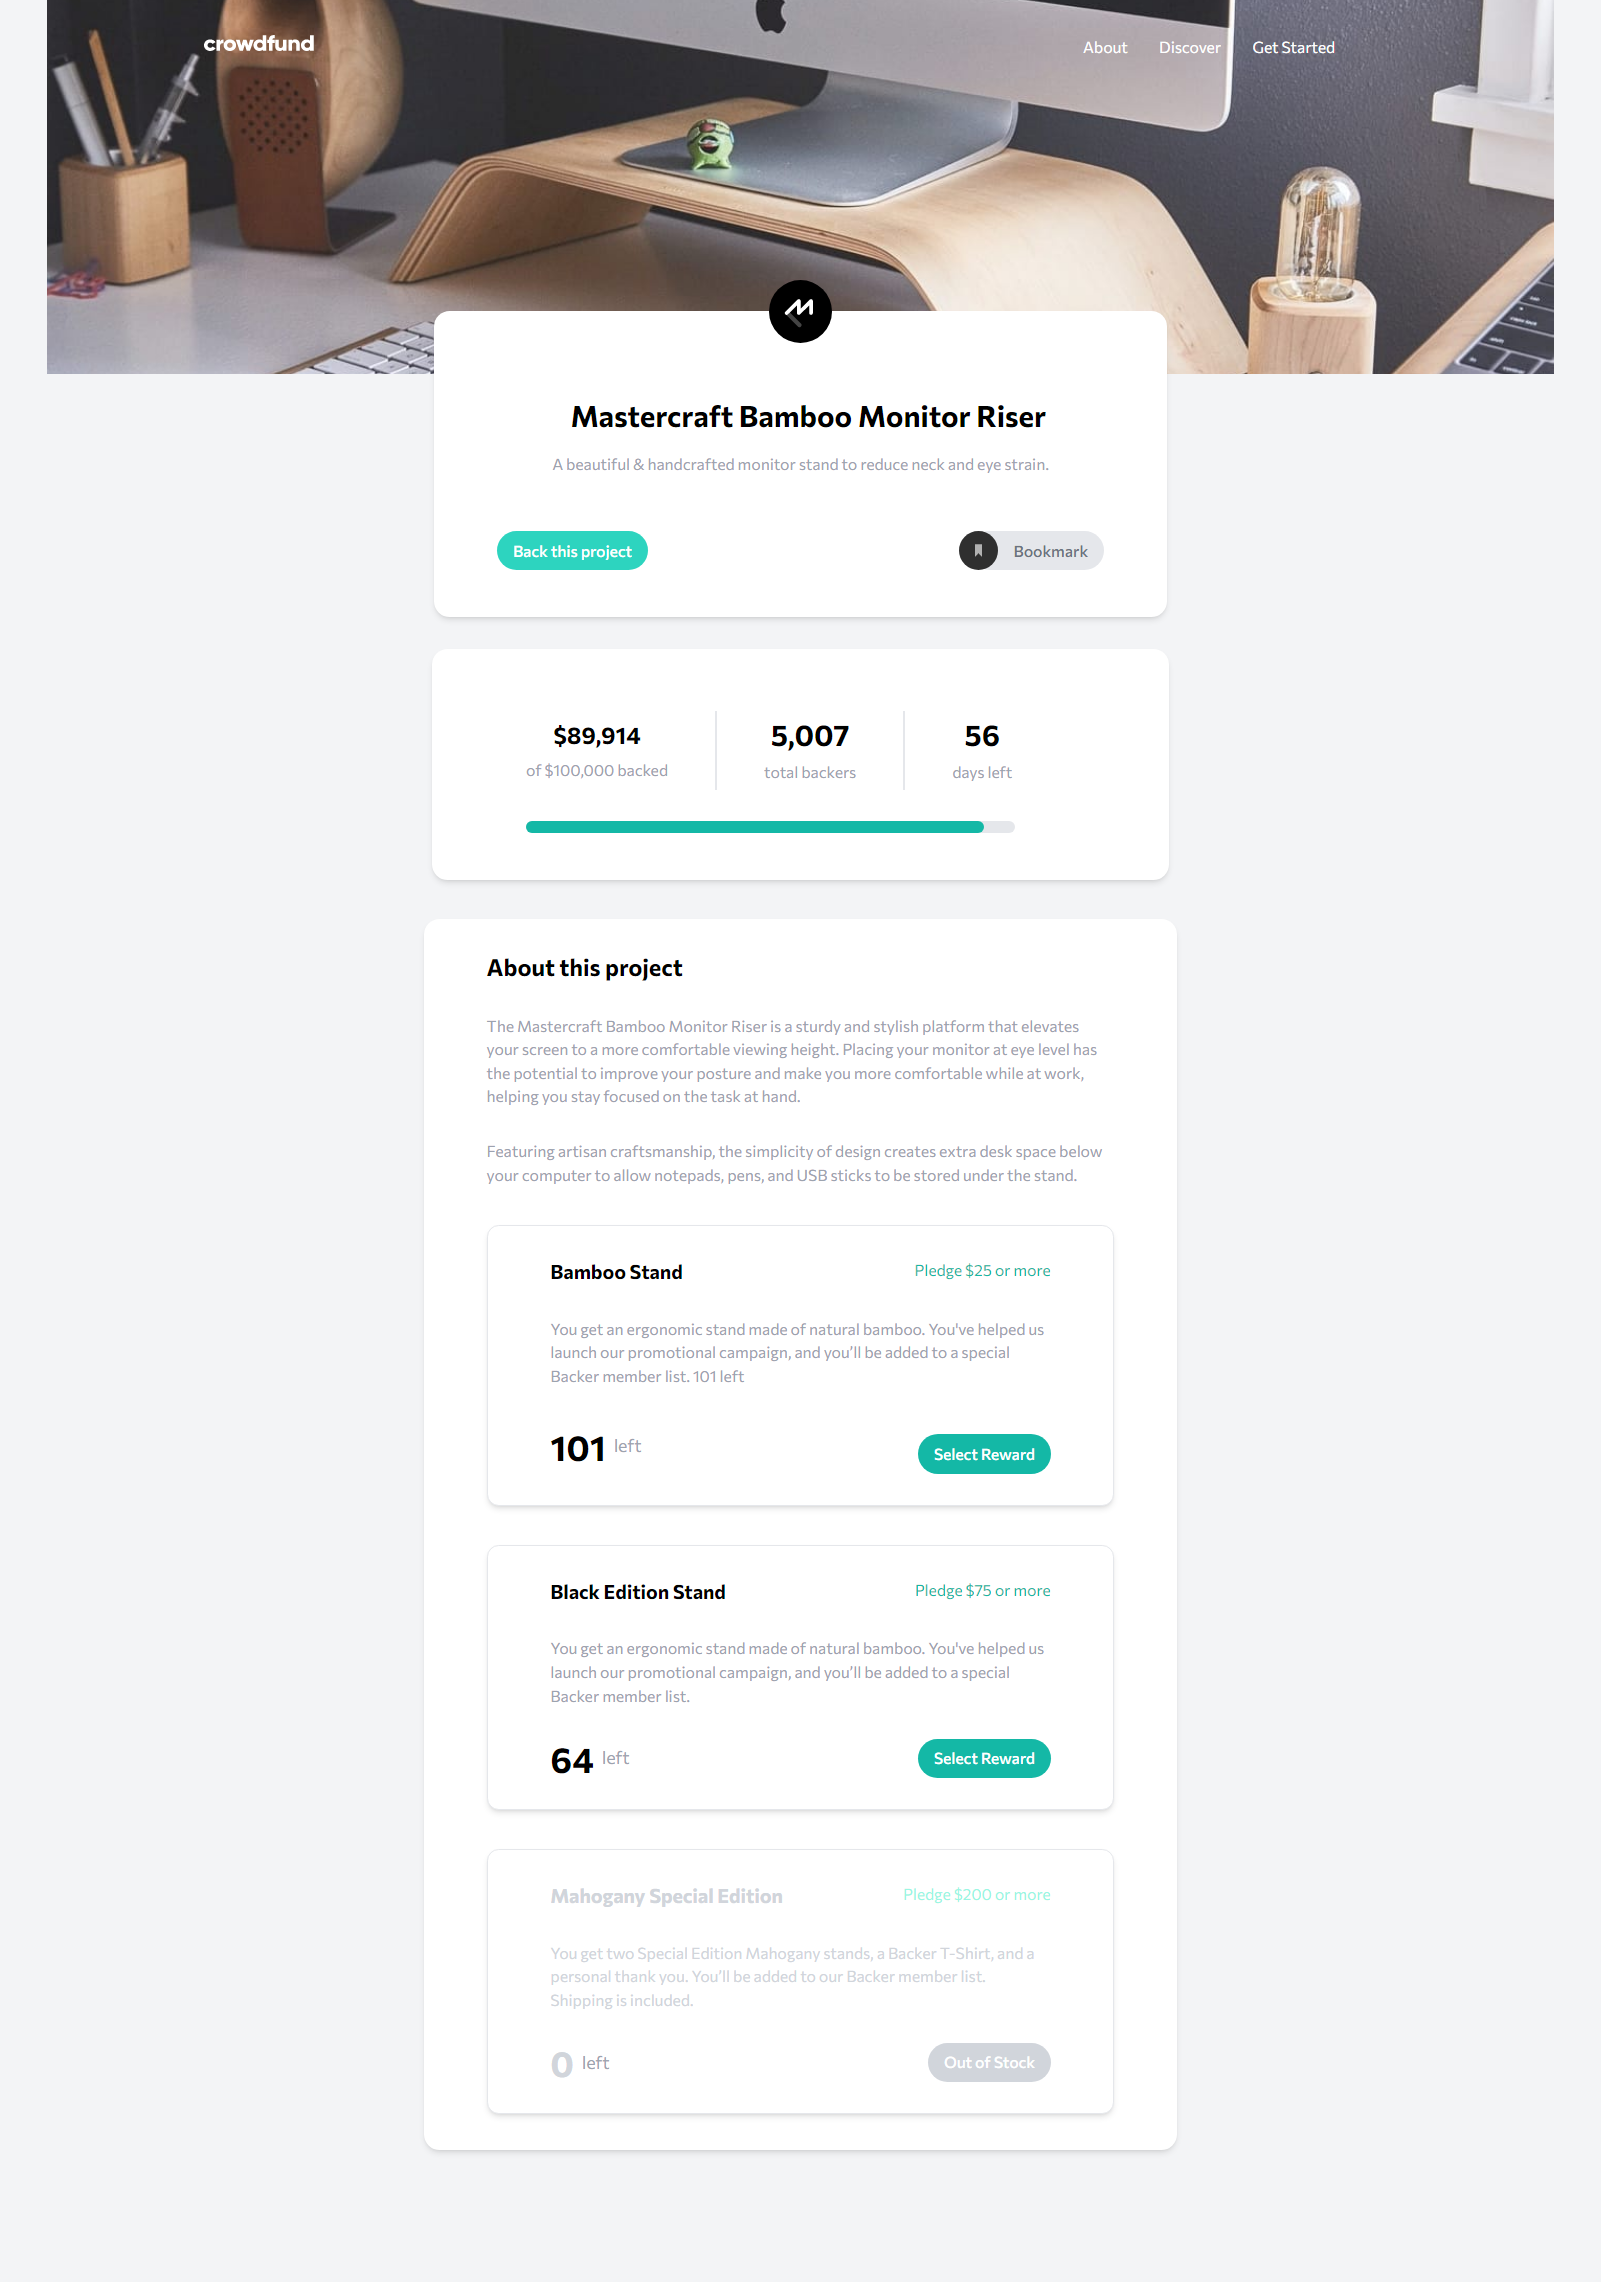 crowdfund
About Discover Get Started
Mastercraft Bamboo Monitor Riser
A beautiful & handcrafted monitor stand to reduce neck and eye strain.
Back this project Bookmark
$89,914 5,007 56
of $100,000 backed total backers days left
About this project
The Mastercraft Bamboo Monitor Riser is a sturdy and stylish platform that elevates
your screen to a more comfortable viewing height. Placing your monitor at eye level has
the potential to improve your posture and make you more comfortable while at work,
helping you stay focused on the task at hand.
Featuring artisan craftsmanship, the simplicity of design creates extra desk space below
your computer to allow notepads, pens, and USB sticks to be stored under the stand.
Bamboo Stand Pledge $25 or more
You get an ergonomic stand made of natural bamboo. You've helped us
launch our promotional campaign, and you’ll be added to a special
Backer member list. 101 left
101 left Select Reward
Black Edition Stand Pledge $75 or more
You get an ergonomic stand made of natural bamboo. You've helped us
launch our promotional campaign, and you’ll be added to a special
Backer member list.
64 left Select Reward
Mahogany Special Edition Pledge $200 or more
You get two Special Edition Mahogany stands, a Backer T-Shirt, and a
personal thank you. You’ll be added to our Backer member list.
Shipping is included.
0 left Out of Stock